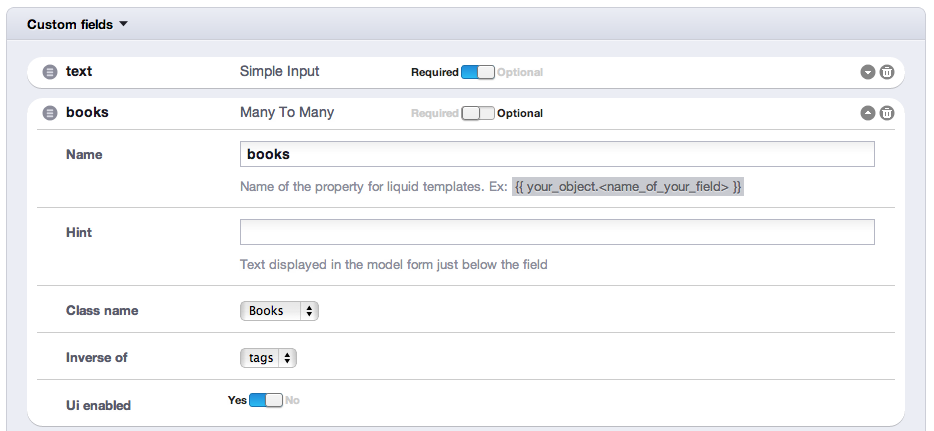 Custom fields
text Simple Input Required Optional
books Many To Many Required Optional
Name books
Name of the property for liquid templates. Ex: {{ your_object.<name_of_your_field> }}
Hint
Text displayed in the model form just below the field
Class name Books
Inverse of tags
Ui enabled Yes No